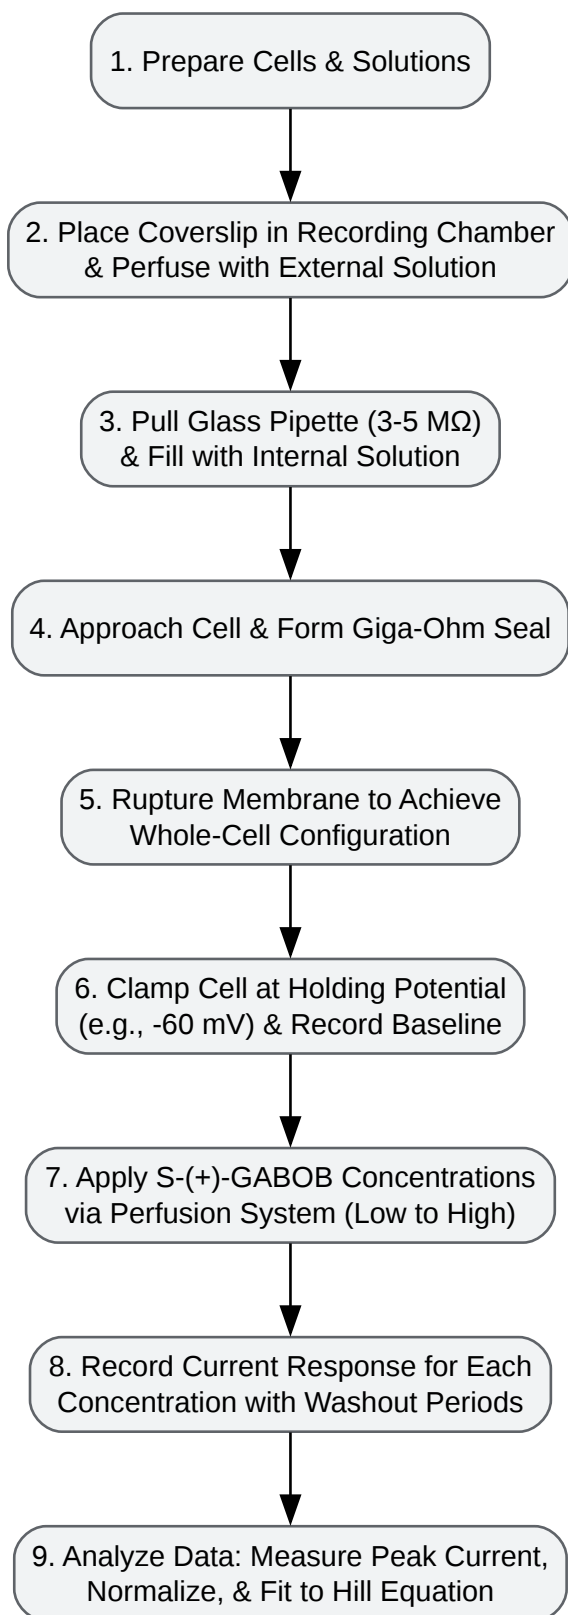 1. Prepare Cells & Solutions
2. Place Coverslip in Recording Chamber
& Perfuse with External Solution
3. Pull Glass Pipette (3-5 MΩ)
& Fill with Internal Solution
4. Approach Cell & Form Giga-Ohm Seal
5. Rupture Membrane to Achieve
Whole-Cell Configuration
6. Clamp Cell at Holding Potential
(e.g., -60 mV) & Record Baseline
7. Apply S-(+)-GABOB Concentrations
via Perfusion System (Low to High)
8. Record Current Response for Each
Concentration with Washout Periods
9. Analyze Data: Measure Peak Current,
Normalize, & Fit to Hill Equation